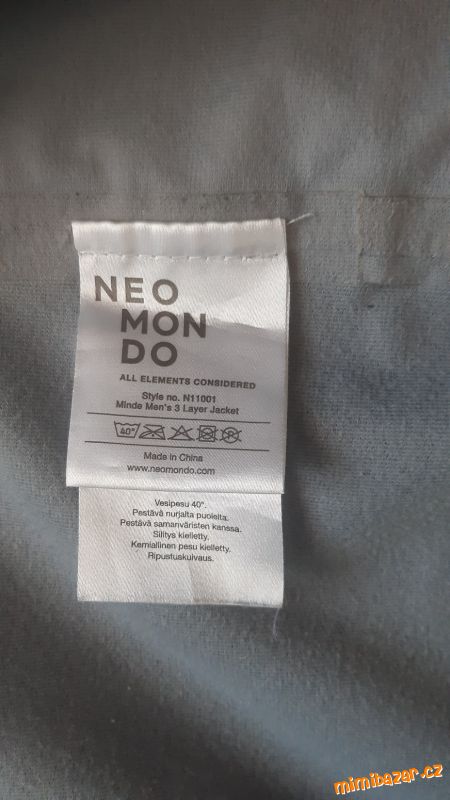 NEO
MON
DO
ALL ELEMENTS CONSIDERED
Style no. N11001
Minde Men's 3 Layer Jacket
40°
Made in China
www.neomondo.com
Vesipesu 40°.
Pestävä nurjalta puolelta.
Pestävä samanväristen kanssa.
Silitys kielletty.
Kemiallinen pesu kielletty.
Ripustuskuivaus.
mimibazar.cz